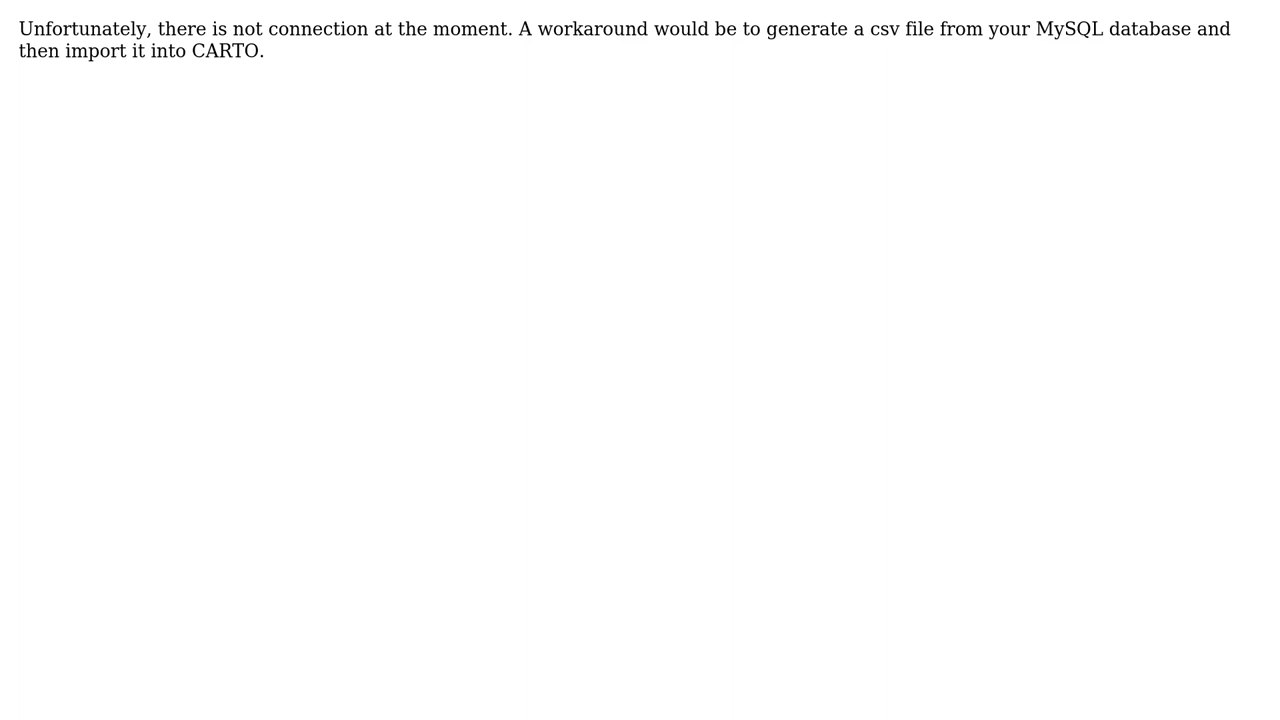 Unfortunately, there is not connection at the moment. A workaround would be to generate a csv file from your MySQL database and
then import it into CARTO.